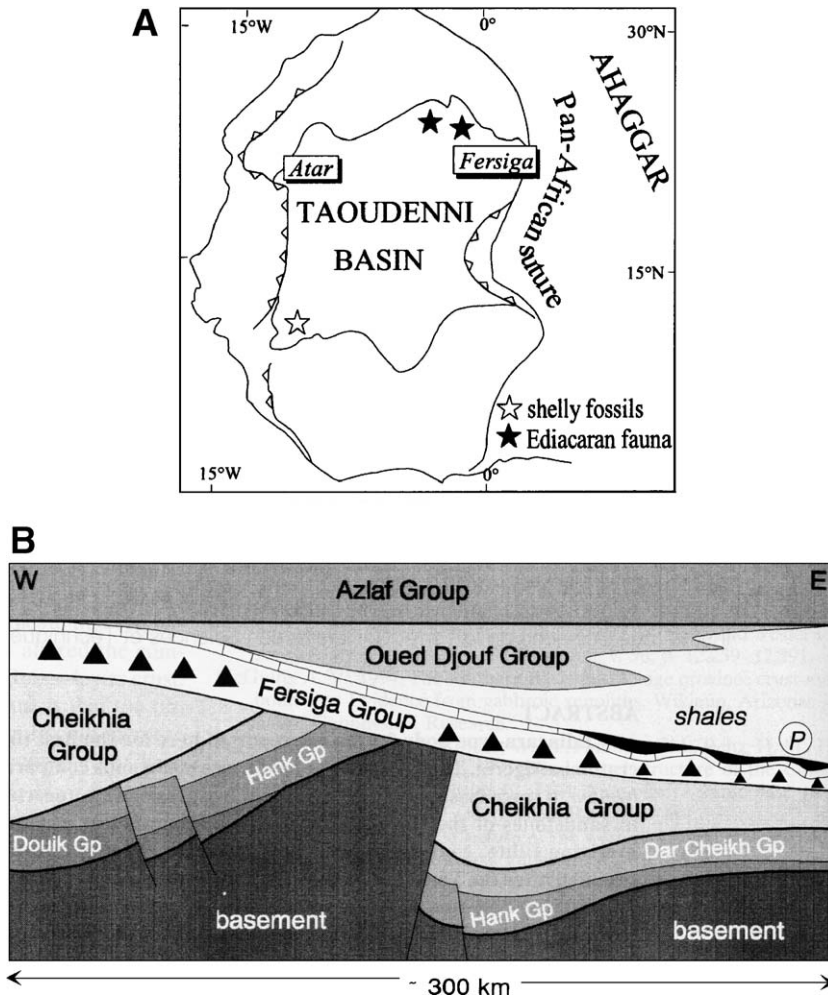 A
15°W
0°
30°N
AHAGGAR
Pan-African suture
Atar
Fersiga
TAOUDENNI
BASIN
15°N
shelly fossils
Ediacaran fauna
15°W
0°
B
W
E
Azlaf Group
Oued Djouf Group
Fersiga Group
shales
P
Cheikhia
Group
Hank Gp
Cheikhia Group
Douik Gp
Dar Cheikh Gp
Hank Gp
basement
basement
~ 300 km